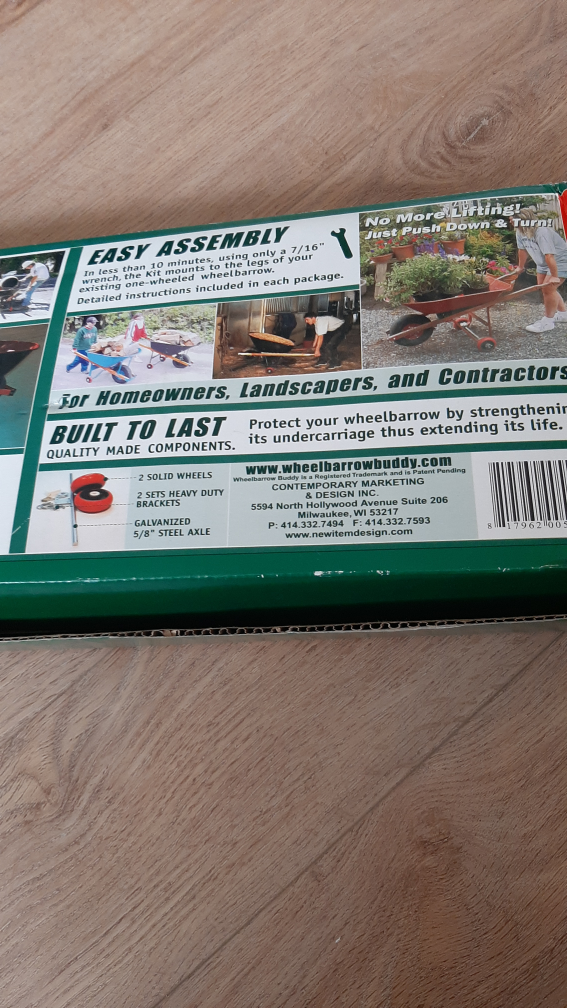 EASY ASSEMBLY
In less than 10 minutes, using only a 7/16"
wrench, the Kit mounts to the legs of your
existing one-wheeled wheelbarrow.
Detailed instructions included in each package.
No More Lifting!
Just Push Down & Turn!
For Homeowners, Landscapers, and Contractors
BUILT TO LAST
QUALITY MADE COMPONENTS.
Protect your wheelbarrow by strengthenin
its undercarriage thus extending its life.
2 SOLID WHEELS
2 SETS HEAVY DUTY
BRACKETS
GALVANIZED
5/8" STEEL AXLE
www.wheelbarrowbuddy.com
Wheelbarrow Buddy is a Registered Trademark and is Patent Pending
CONTEMPORARY MARKETING
& DESIGN INC.
5594 North Hollywood Avenue Suite 206
Milwaukee, WI 53217
P: 414.332.7494 F: 414.332.7593
www.newitemdesign.com
8 17962 005